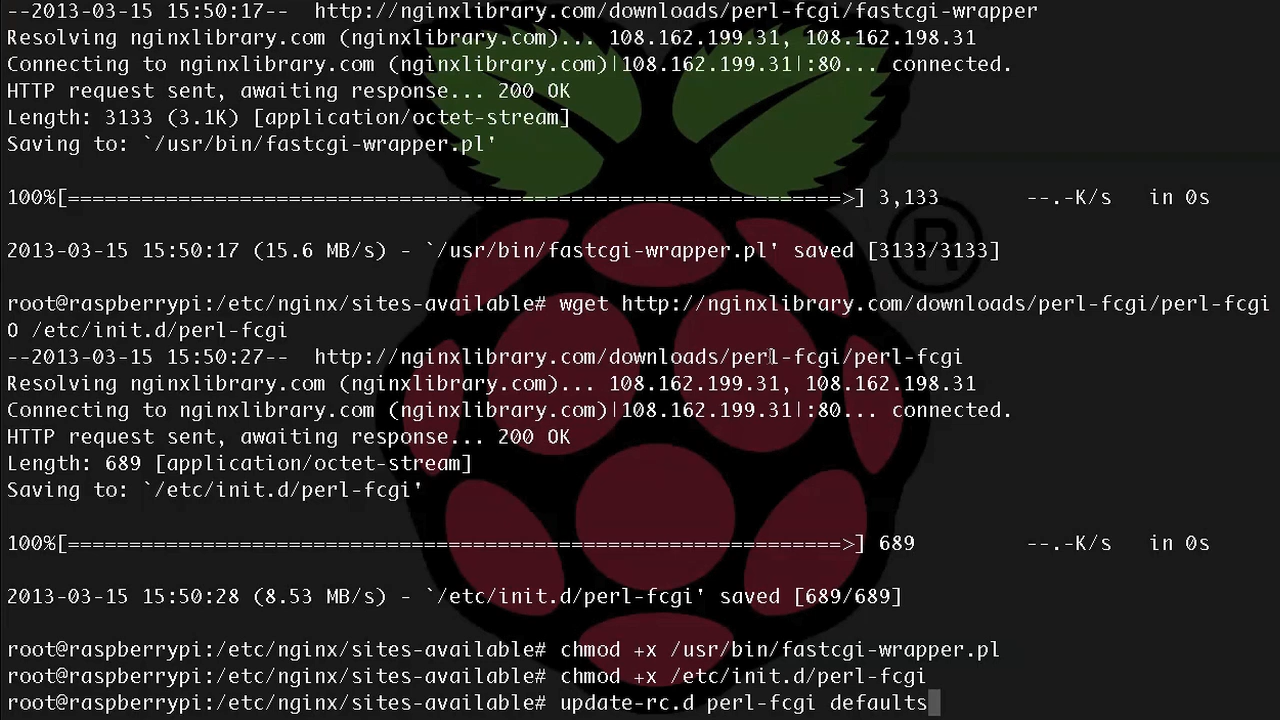 --2013-03-15 15:50:17--  http://nginxlibrary.com/downloads/perl-fcgi/fastcgi-wrapper
Resolving nginxlibrary.com (nginxlibrary.com)... 108.162.199.31, 108.162.198.31
Connecting to nginxlibrary.com (nginxlibrary.com)|108.162.199.31|:80... connected.
HTTP request sent, awaiting response... 200 OK
Length: 3133 (3.1K) [application/octet-stream]
Saving to: `/usr/bin/fastcgi-wrapper.pl'
100%[===============================================================>] 3,133       --.-K/s   in 0s
2013-03-15 15:50:17 (15.6 MB/s) - `/usr/bin/fastcgi-wrapper.pl' saved [3133/3133]
root@raspberrypi:/etc/nginx/sites-available# wget http://nginxlibrary.com/downloads/perl-fcgi/perl-fcgi
O /etc/init.d/perl-fcgi
--2013-03-15 15:50:27--  http://nginxlibrary.com/downloads/perl-fcgi/perl-fcgi
Resolving nginxlibrary.com (nginxlibrary.com)... 108.162.199.31, 108.162.198.31
Connecting to nginxlibrary.com (nginxlibrary.com)|108.162.199.31|:80... connected.
HTTP request sent, awaiting response... 200 OK
Length: 689 [application/octet-stream]
Saving to: `/etc/init.d/perl-fcgi'
100%[===============================================================>] 689         --.-K/s   in 0s
2013-03-15 15:50:28 (8.53 MB/s) - `/etc/init.d/perl-fcgi' saved [689/689]
root@raspberrypi:/etc/nginx/sites-available# chmod +x /usr/bin/fastcgi-wrapper.pl
root@raspberrypi:/etc/nginx/sites-available# chmod +x /etc/init.d/perl-fcgi
root@raspberrypi:/etc/nginx/sites-available# update-rc.d perl-fcgi defaults
®